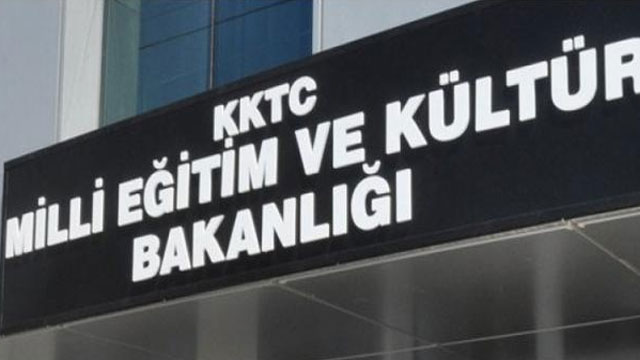 KKTC
MİLLİ EĞİTİM VE KÜLTÜR
BAKANLIĞI